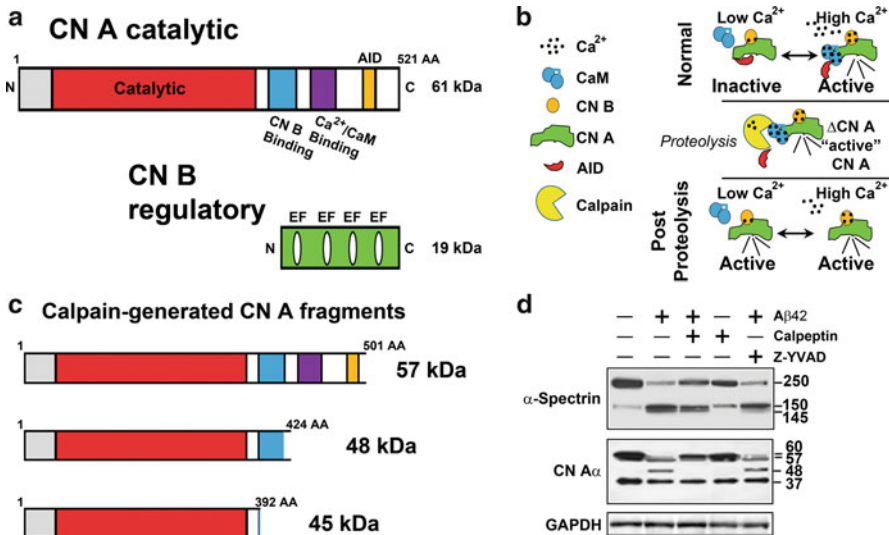 a
CN A catalytic
1
AID
521 AA
N
Catalytic
C
61 kDa
CN B
Binding
Ca²⁺/CaM
Binding
CN B
regulatory
EF EF EF EF
N
C
19 kDa
b
Ca²⁺
CaM
CN B
CN A
AID
Calpain
Normal
Low Ca²⁺
High Ca²⁺
Inactive
Active
Proteolysis
ΔCN A
“active”
CN A
Post
Proteolysis
Low Ca²⁺
High Ca²⁺
Active
Active
c
Calpain-generated CN A fragments
1
501 AA
57 kDa
1
424 AA
48 kDa
1
392 AA
45 kDa
d
— + + — + Aβ42
— — + + — Calpeptin
— — — — + Z-YVAD
α-Spectrin
250
150
145
CN Aα
60
57
48
37
GAPDH